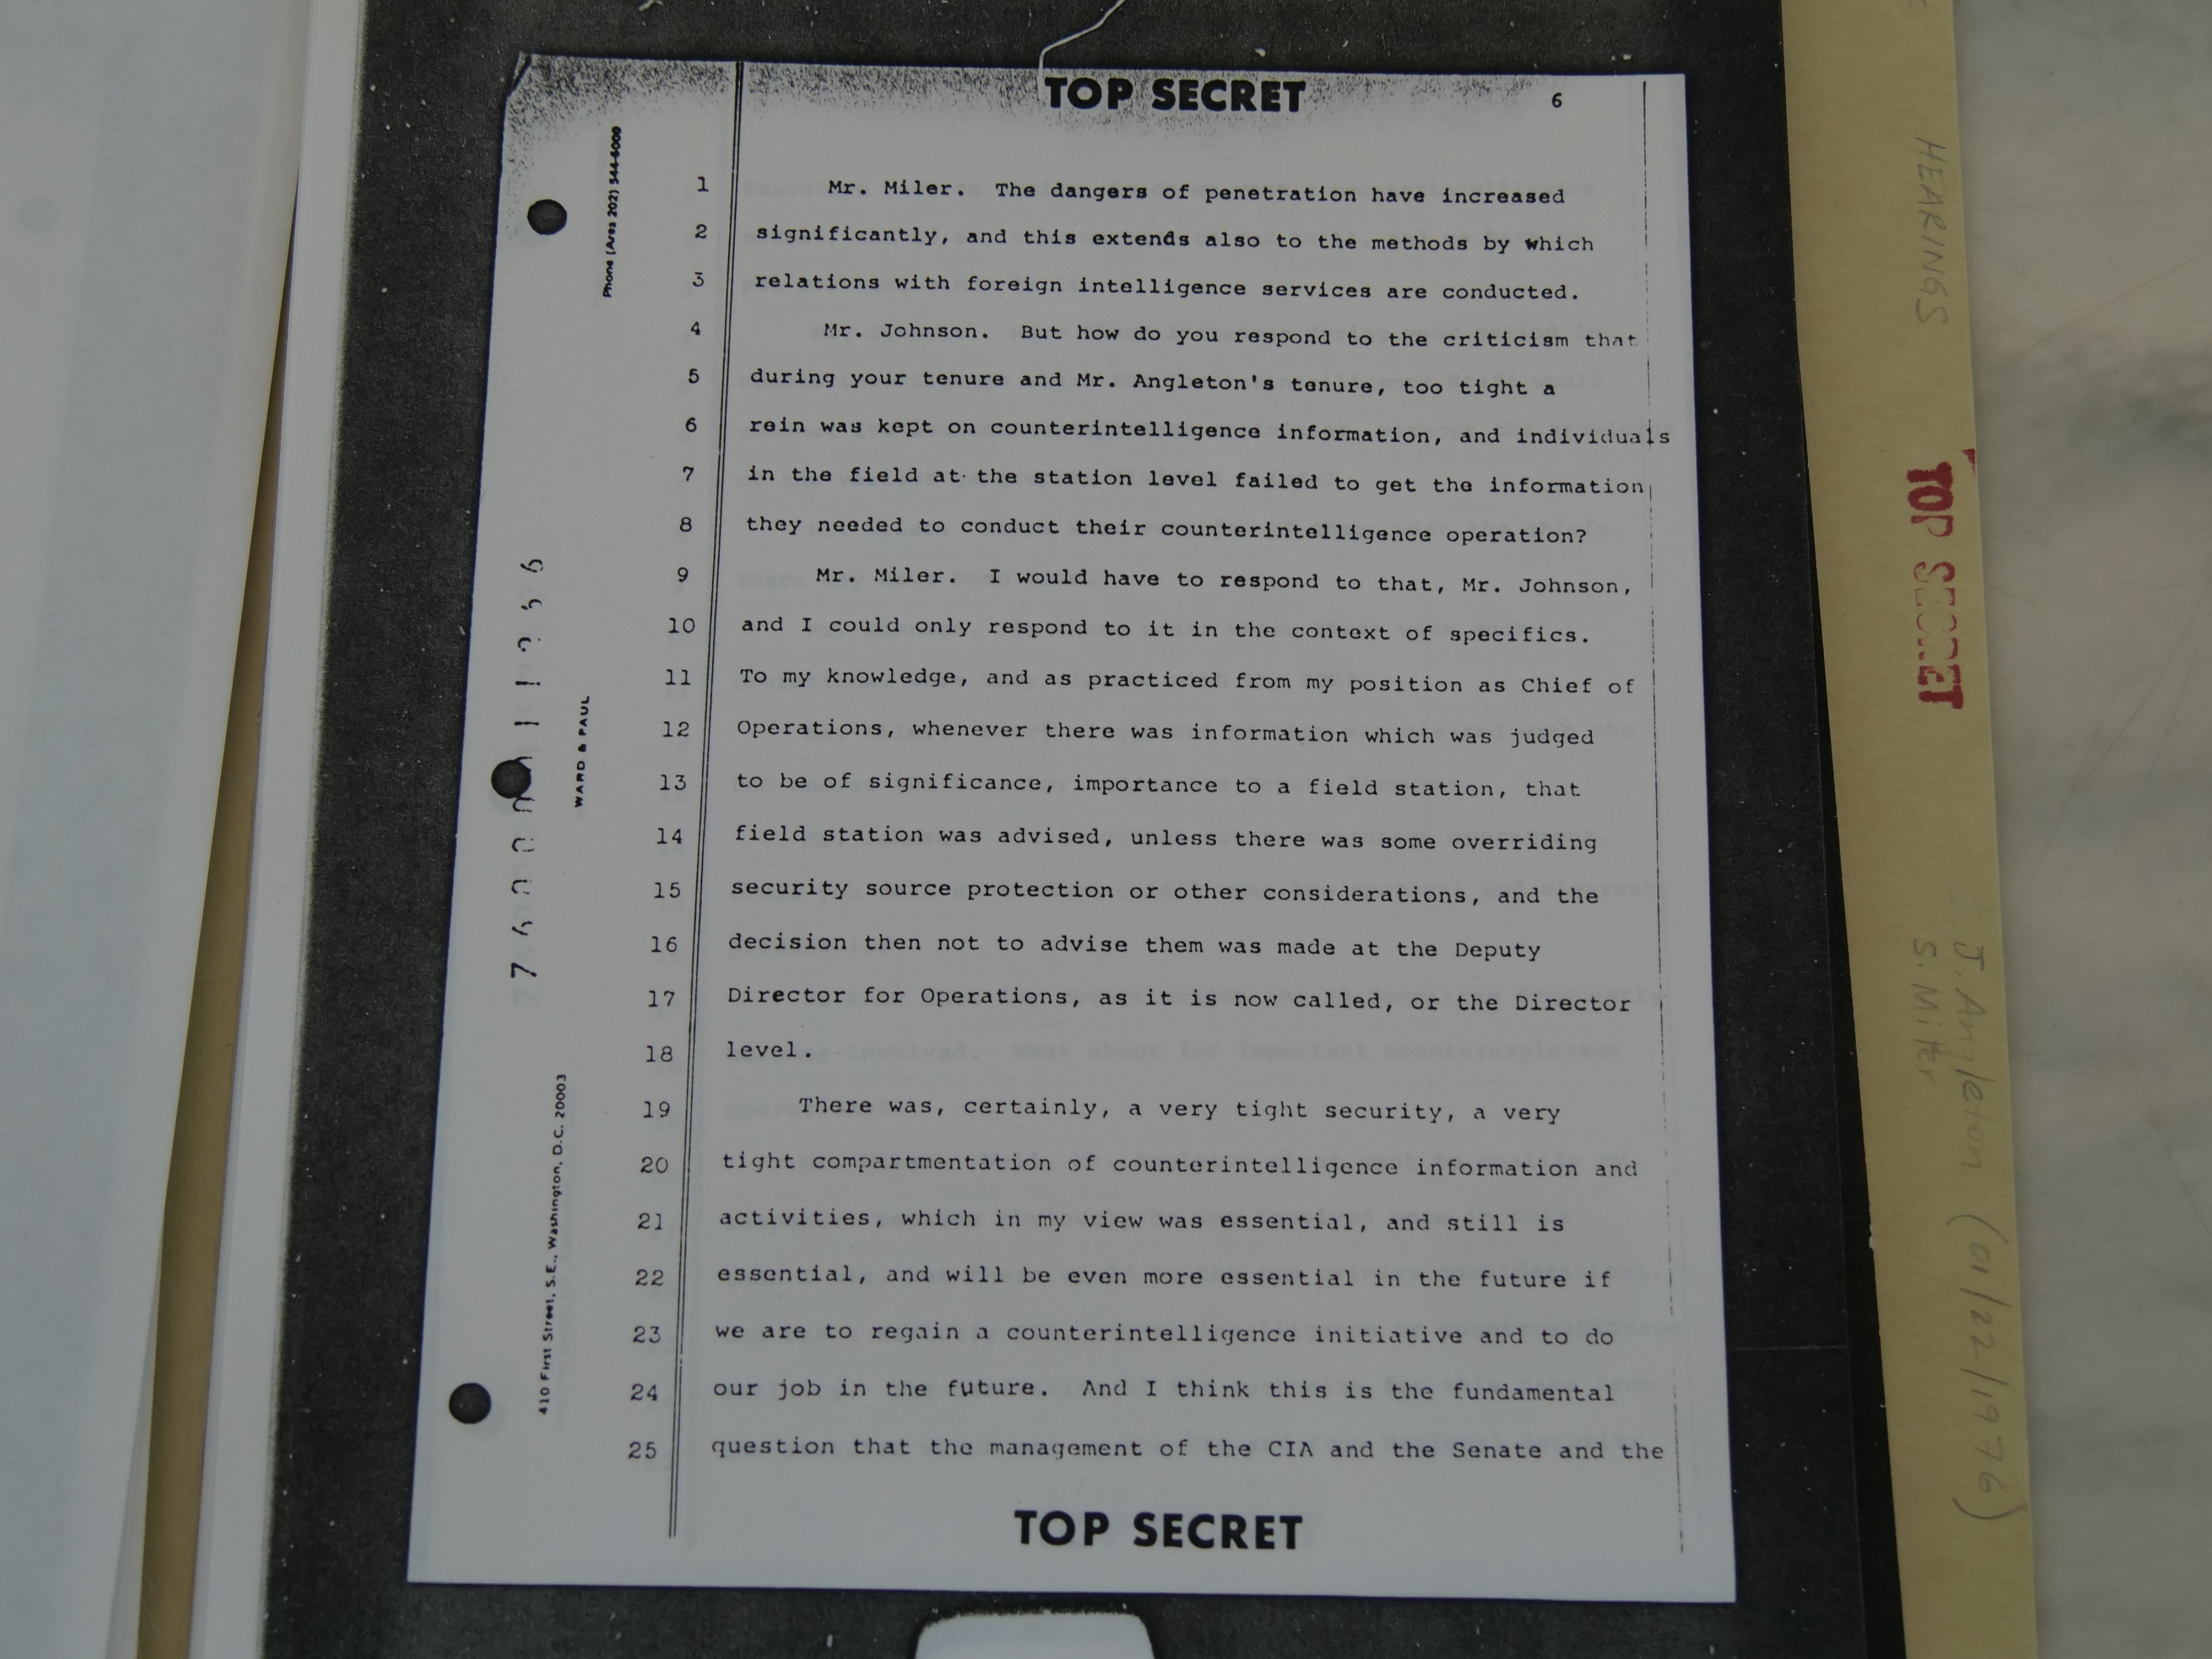 TOP SECRET
6
Phone (Area 202) 544-6000
1 Mr. Miler. The dangers of penetration have increased
2 significantly, and this extends also to the methods by which
3 relations with foreign intelligence services are conducted.
4 Mr. Johnson. But how do you respond to the criticism that
5 during your tenure and Mr. Angleton's tenure, too tight a
6 rein was kept on counterintelligence information, and individuals
7 in the field at the station level failed to get the information
8 they needed to conduct their counterintelligence operation?
9 Mr. Miler. I would have to respond to that, Mr. Johnson,
10 and I could only respond to it in the context of specifics.
11 To my knowledge, and as practiced from my position as Chief of
12 Operations, whenever there was information which was judged
13 to be of significance, importance to a field station, that
14 field station was advised, unless there was some overriding
15 security source protection or other considerations, and the
16 decision then not to advise them was made at the Deputy
17 Director for Operations, as it is now called, or the Director
18 level.
19 There was, certainly, a very tight security, a very
20 tight compartmentation of counterintelligence information and
21 activities, which in my view was essential, and still is
22 essential, and will be even more essential in the future if
23 we are to regain a counterintelligence initiative and to do
24 our job in the future. And I think this is the fundamental
25 question that the management of the CIA and the Senate and the
WARD & PAUL
410 First Street, S.E., Washington, D.C. 20003
TOP SECRET
HEARINGS
TOP SECRET
J. Angleton (01/22/1976)
S. Miler